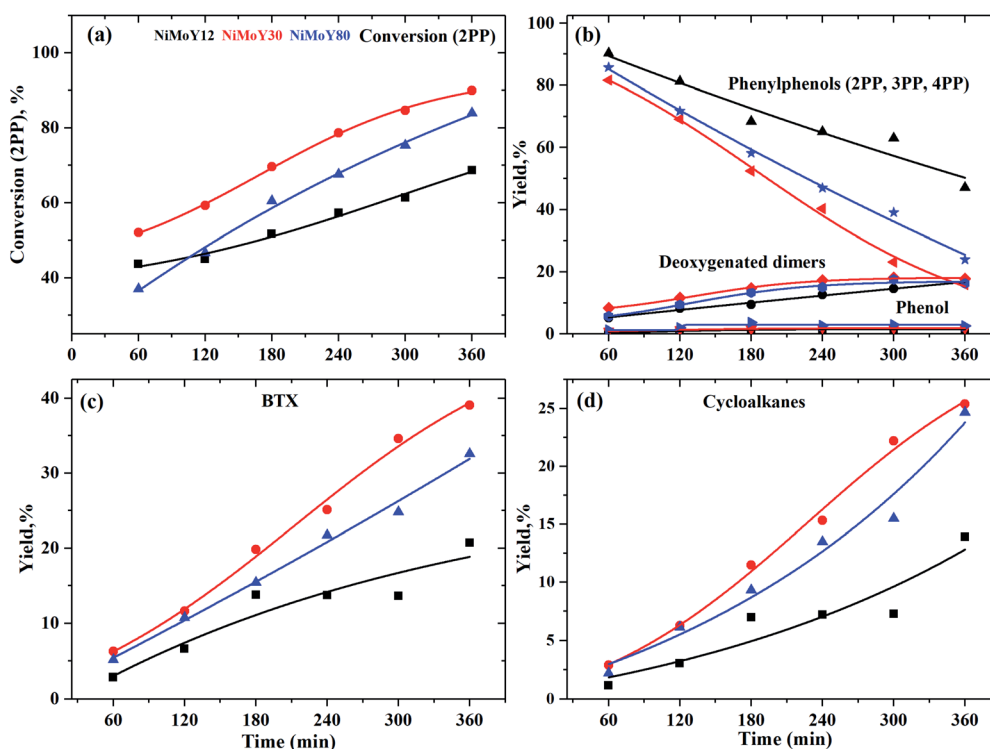 (a) NiMoY12 NiMoY30 NiMoY80 Conversion (2PP)
Conversion (2PP), %
100
80
60
40
0 60 120 180 240 300 360
(b)
Phenylphenols (2PP, 3PP, 4PP)
Deoxygenated dimers
Phenol
Yield,%
100
80
60
40
20
0
60 120 180 240 300 360
(c) BTX
Yield,%
40
30
20
10
0
60 120 180 240 300 360
Time (min)
(d) Cycloalkanes
Yield,%
25
20
15
10
5
0
60 120 180 240 300 360
Time (min)